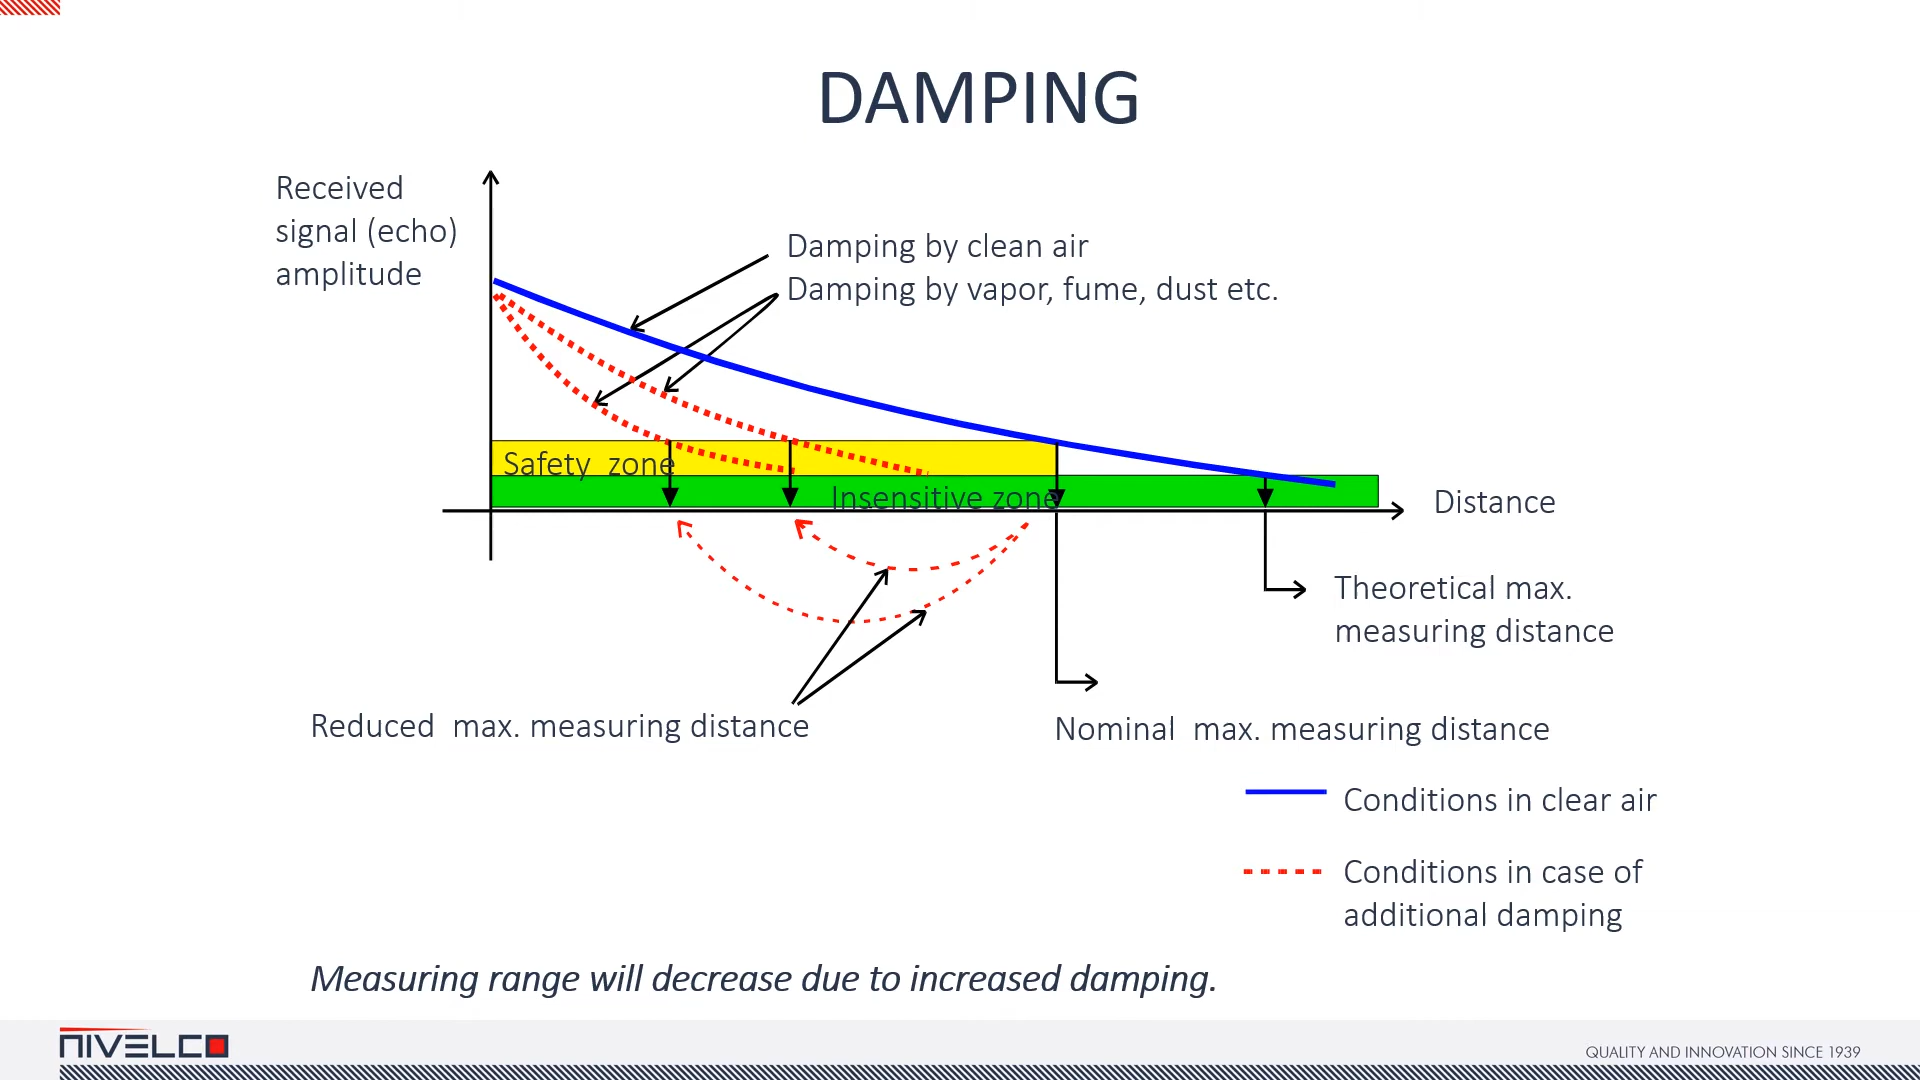 DAMPING
Received
signal (echo)
amplitude
Damping by clean air
Damping by vapor, fume, dust etc.
Safety zone
Insensitive zone
Distance
Theoretical max.
measuring distance
Reduced max. measuring distance
Nominal max. measuring distance
Conditions in clear air
Conditions in case of
additional damping
Measuring range will decrease due to increased damping.
NIVELCO
QUALITY AND INNOVATION SINCE 1939